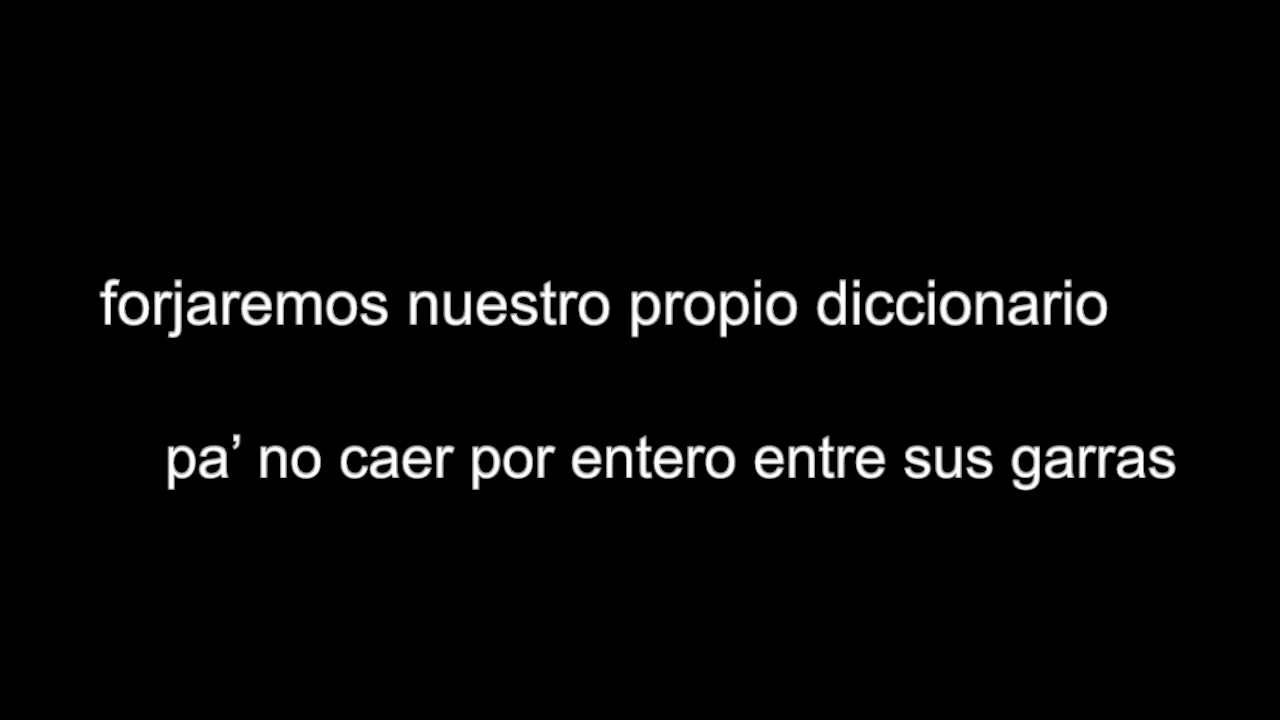 forjaremos nuestro propio diccionario
pa’ no caer por entero entre sus garras